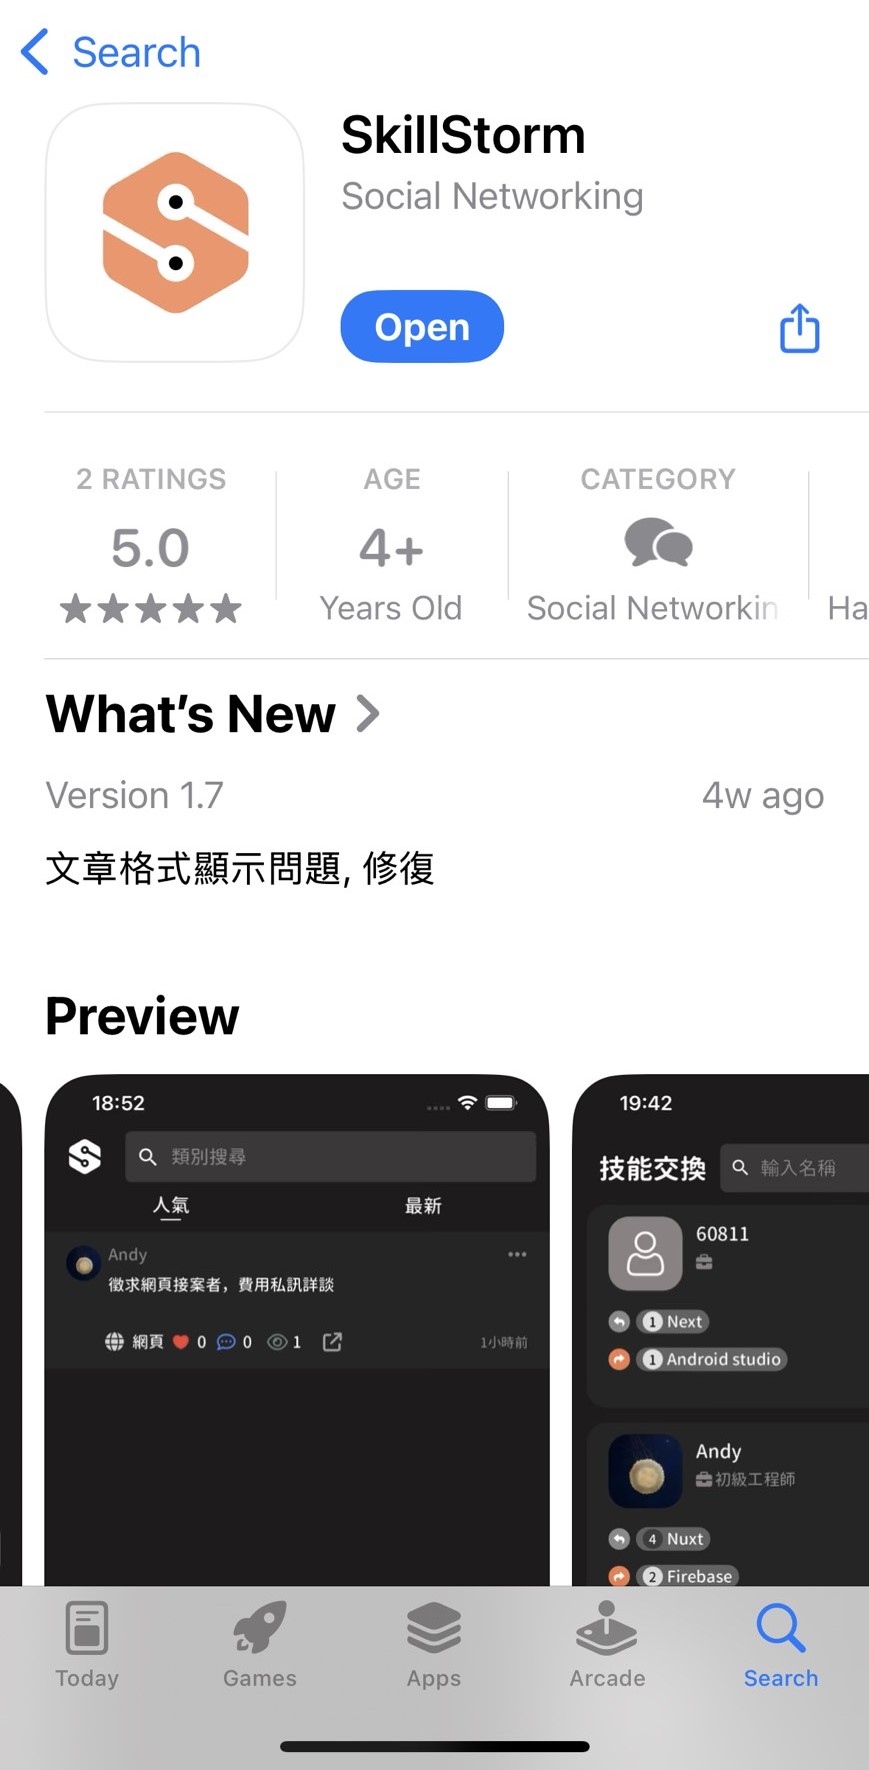 Search
SkillStorm
Social Networking
Open
2 RATINGS
5.0
AGE
4+
Years Old
CATEGORY
Social Networkin
Ha
What's New
Version 1.7
4w ago
文章格式顯示問題, 修復
Preview
18:52
類別搜尋
人氣
最新
Andy
徵求網頁接案者，費用私訊詳談
網頁 0 0 1
1小時前
19:42
技能交換
輸入名稱
60811
1 Next
1 Android studio
Andy
初級工程師
4 Nuxt
2 Firebase
Today
Games
Apps
Arcade
Search